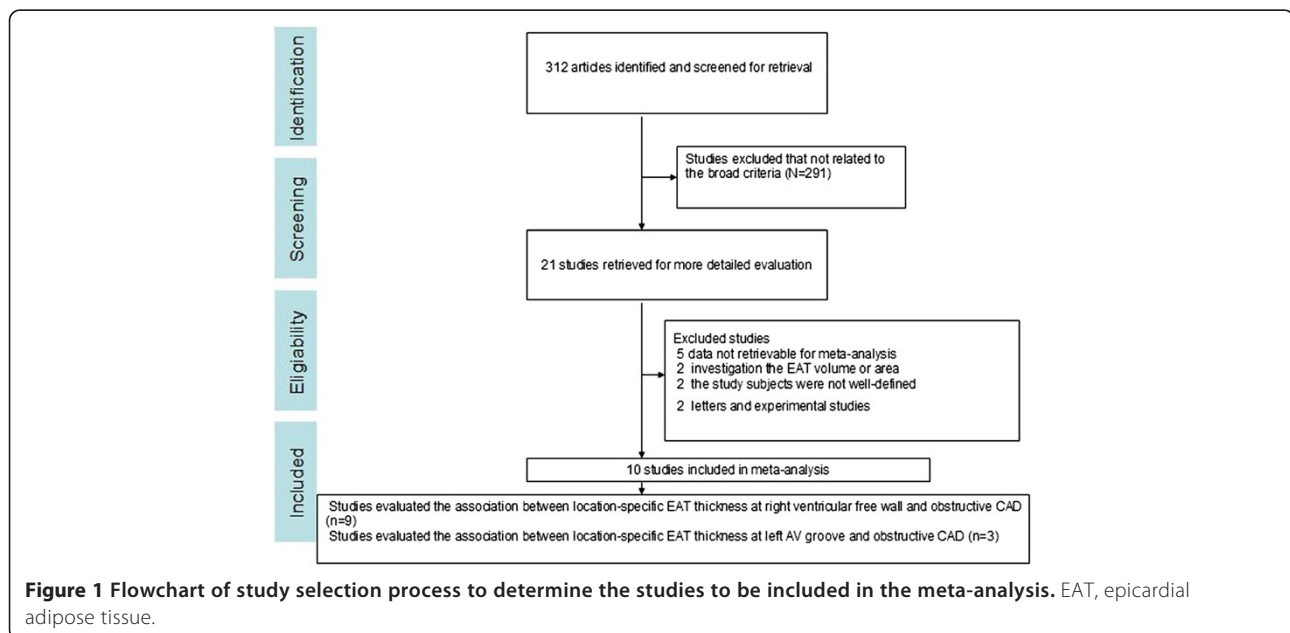 Identification
312 articles identified and screened for retrieval
Studies excluded that not related to
the broad criteria (N=291)
Screening
21 studies retrieved for more detailed evaluation
Eligiability
Excluded studies
5 data not retrievable for meta-analysis
2 investigation the EAT volume or area
2 the study subjects were not well-defined
2 letters and experimental studies
Included
10 studies included in meta-analysis
Studies evaluated the association between location-specific EAT thickness at right ventricular free wall and obstructive CAD
(n=9)
Studies evaluated the association between location-specific EAT thickness at left AV groove and obstructive CAD (n=3)
Figure 1 Flowchart of study selection process to determine the studies to be included in the meta-analysis. EAT, epicardial
adipose tissue.